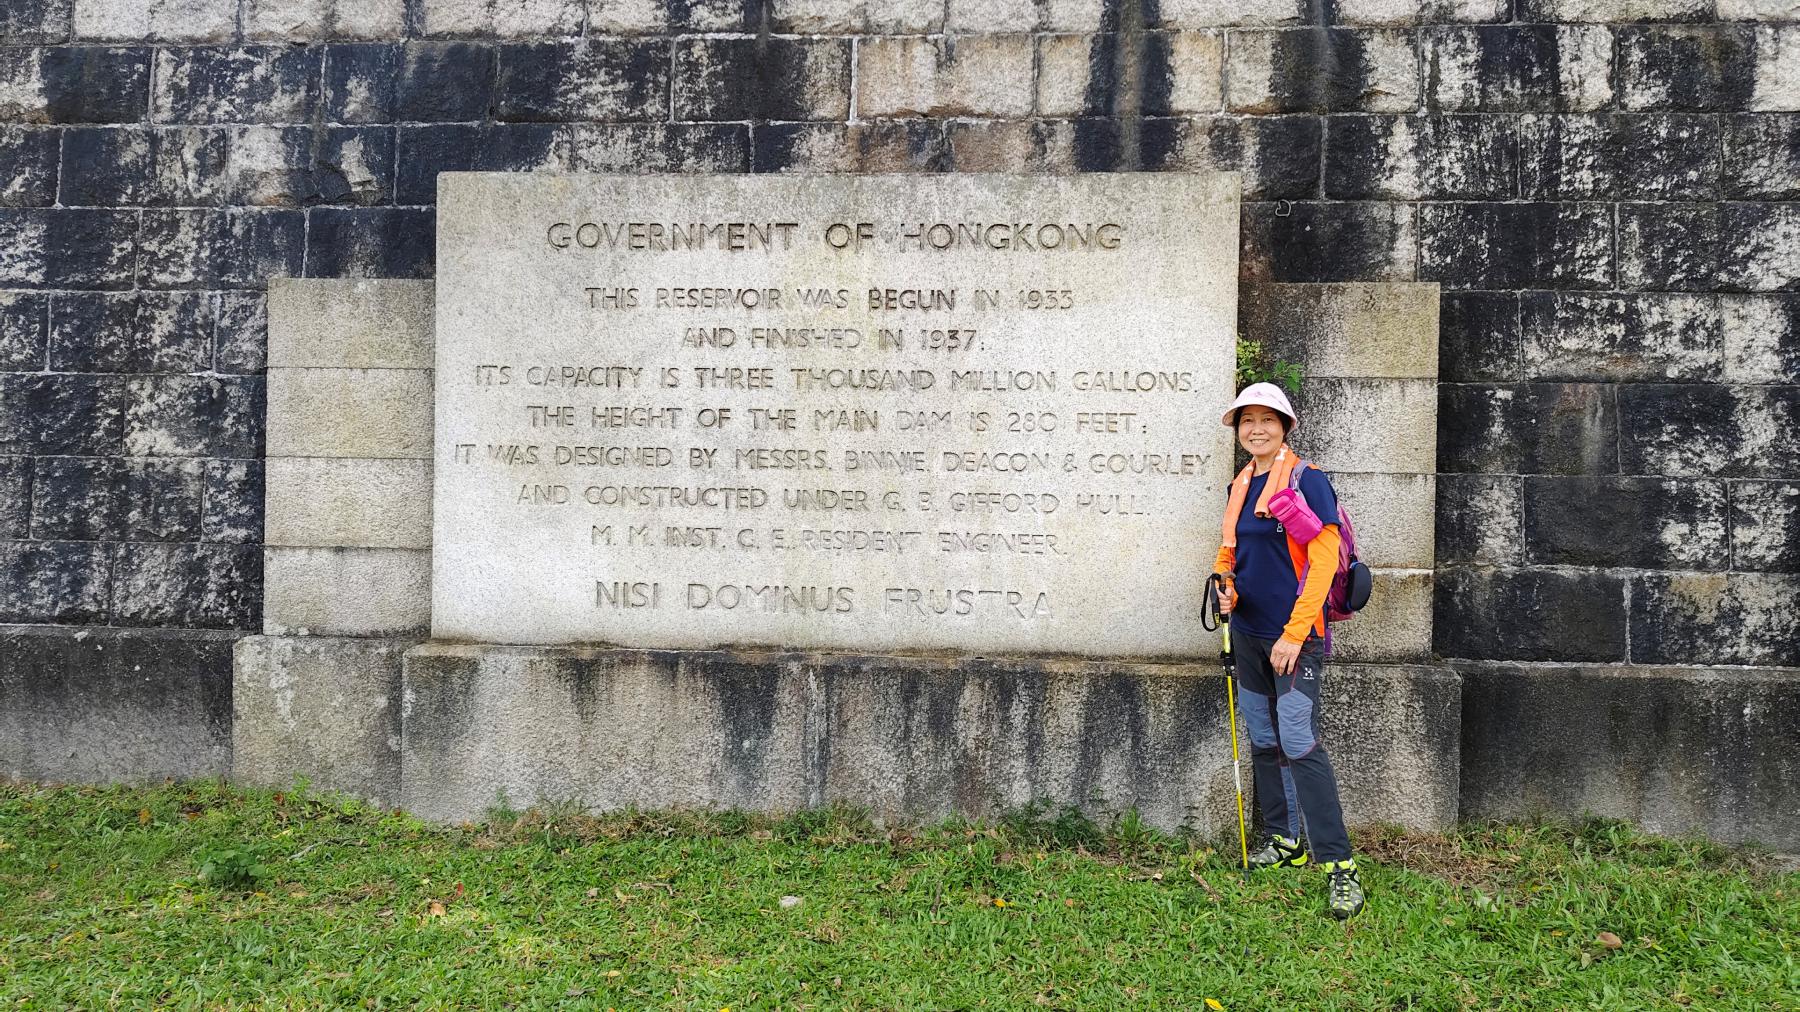 GOVERNMENT OF HONGKONG
THIS RESERVOIR WAS BEGUN IN 1933
AND FINISHED IN 1937;
ITS CAPACITY IS THREE THOUSAND MILLION GALLONS.
THE HEIGHT OF THE MAIN DAM IS 280 FEET;
IT WAS DESIGNED BY MESSRS. BINNIE, DEACON & GOURLEY
AND CONSTRUCTED UNDER G. B. GIFFORD HULL.
M. M. INST. C. E. RESIDENT ENGINEER.
NISI DOMINUS FRUSTRA